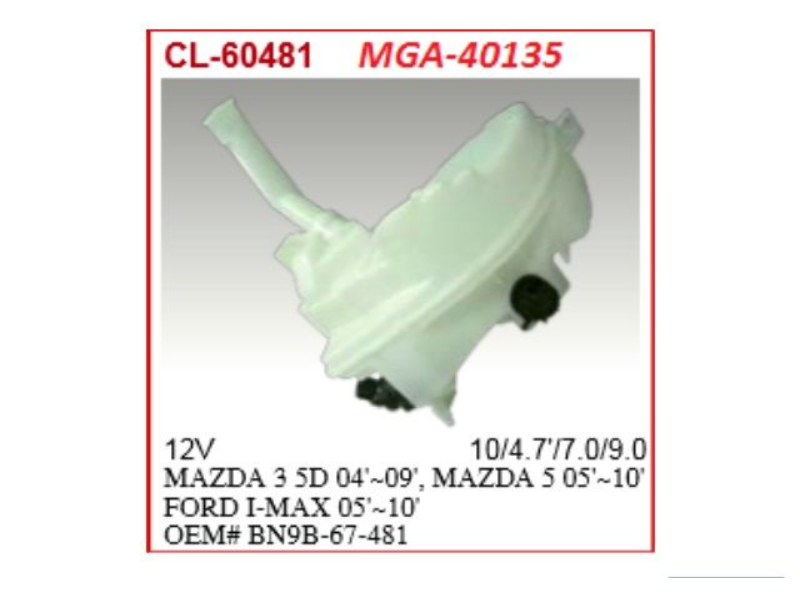 CL-60481 MGA-40135
12V 10/4.7'/7.0/9.0
MAZDA 3 5D 04'~09', MAZDA 5 05'~10'
FORD I-MAX 05'~10'
OEM# BN9B-67-481